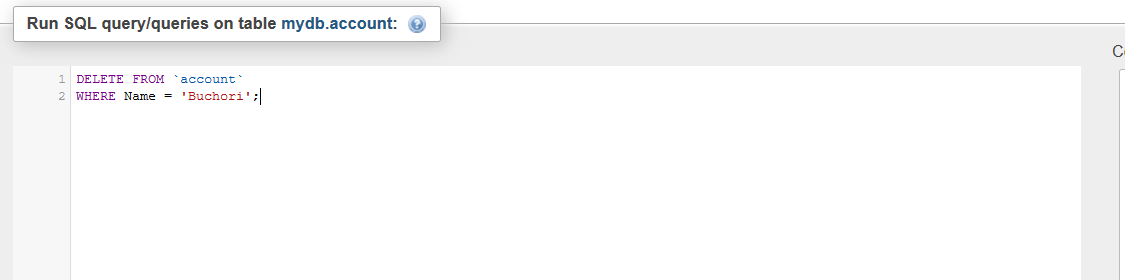 Run SQL query/queries on table mydb.account:
1 DELETE FROM `account`
2 WHERE Name = 'Buchori';